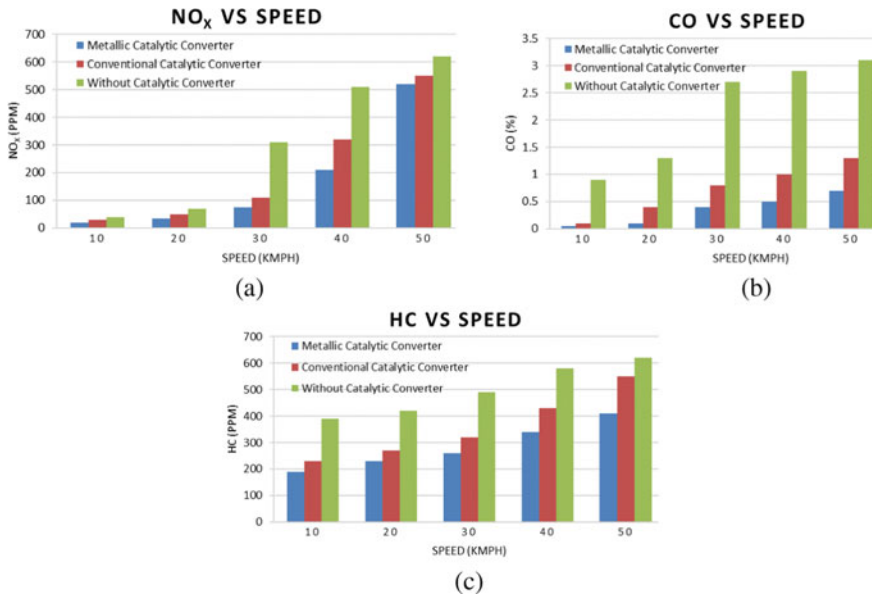 NOX VS SPEED
Metallic Catalytic Converter
Conventional Catalytic Converter
Without Catalytic Converter
NOX (PPM)
700
600
500
400
300
200
100
0
10 20 30 40 50
SPEED (KMPH)
(a)
CO VS SPEED
Metallic Catalytic Converter
Conventional Catalytic Converter
Without Catalytic Converter
CO (%)
3.5
3
2.5
2
1.5
1
0.5
0
10 20 30 40 50
SPEED (KMPH)
(b)
HC VS SPEED
Metallic Catalytic Converter
Conventional Catalytic Converter
Without Catalytic Converter
HC (PPM)
700
600
500
400
300
200
100
0
10 20 30 40 50
SPEED (KMPH)
(c)